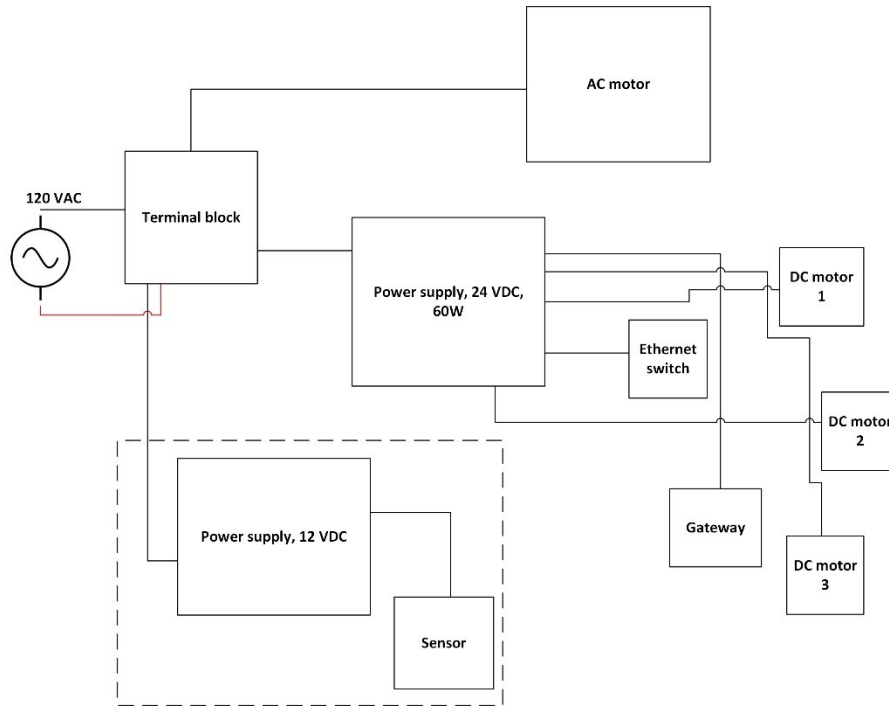 AC motor
120 VAC
Terminal block
Power supply, 24 VDC,
60W
DC motor
1
Ethernet
switch
DC motor
2
Power supply, 12 VDC
Gateway
DC motor
3
Sensor